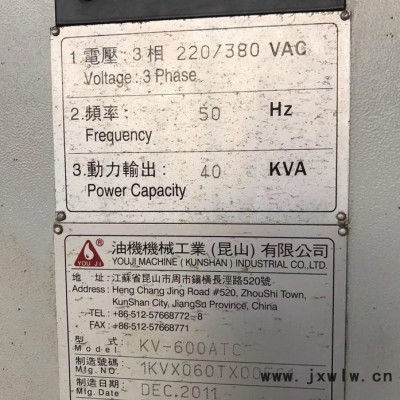 1.電壓:3相 220/380 VAC
Voltage: 3 Phase
2.頻率: 50 Hz
Frequency
3.動力輸出: 40 KVA
Power Capacity
YOU JI
油機機械工業(昆山)有限公司
YOUJI MACHINE (KUNSHAN) INDUSTRIAL CO.,LTD.
地 址:江蘇省昆山市周市鎮橫長涇路520號
Address: Heng Chang Jing Road #520, ZhouShi Town,
KunShan City, JiangSu Province, China
TEL: +86-512-57668772~8
FAX: +86-512-57668771
型 式:
Model. KV-600ATC
製造號碼:
Mfg.NO
製造日期:
Mfg.Date DEC.2011
www.jxwlw.cn